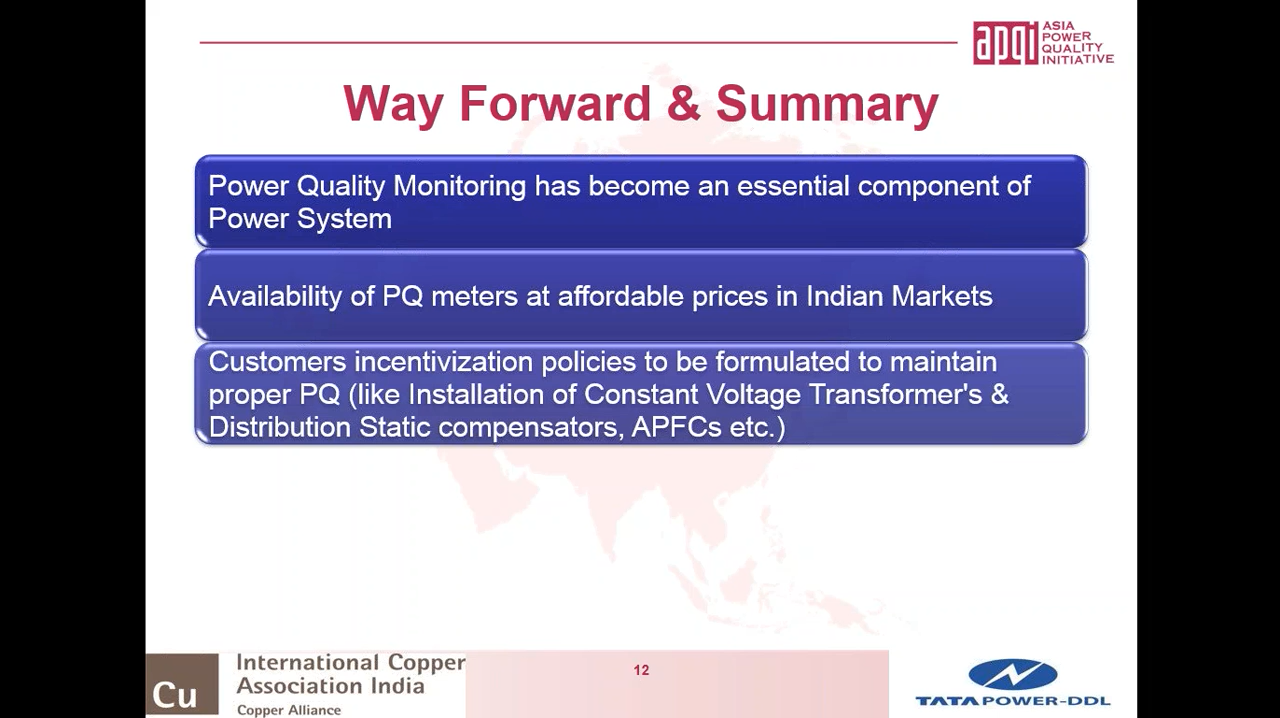 apqi
ASIA
POWER
QUALITY
INITIATIVE
Way Forward & Summary
Power Quality Monitoring has become an essential component of
Power System
Availability of PQ meters at affordable prices in Indian Markets
Customers incentivization policies to be formulated to maintain
proper PQ (like Installation of Constant Voltage Transformer's &
Distribution Static compensators, APFCs etc.)
Cu
International Copper
Association India
Copper Alliance
12
TATA POWER-DDL